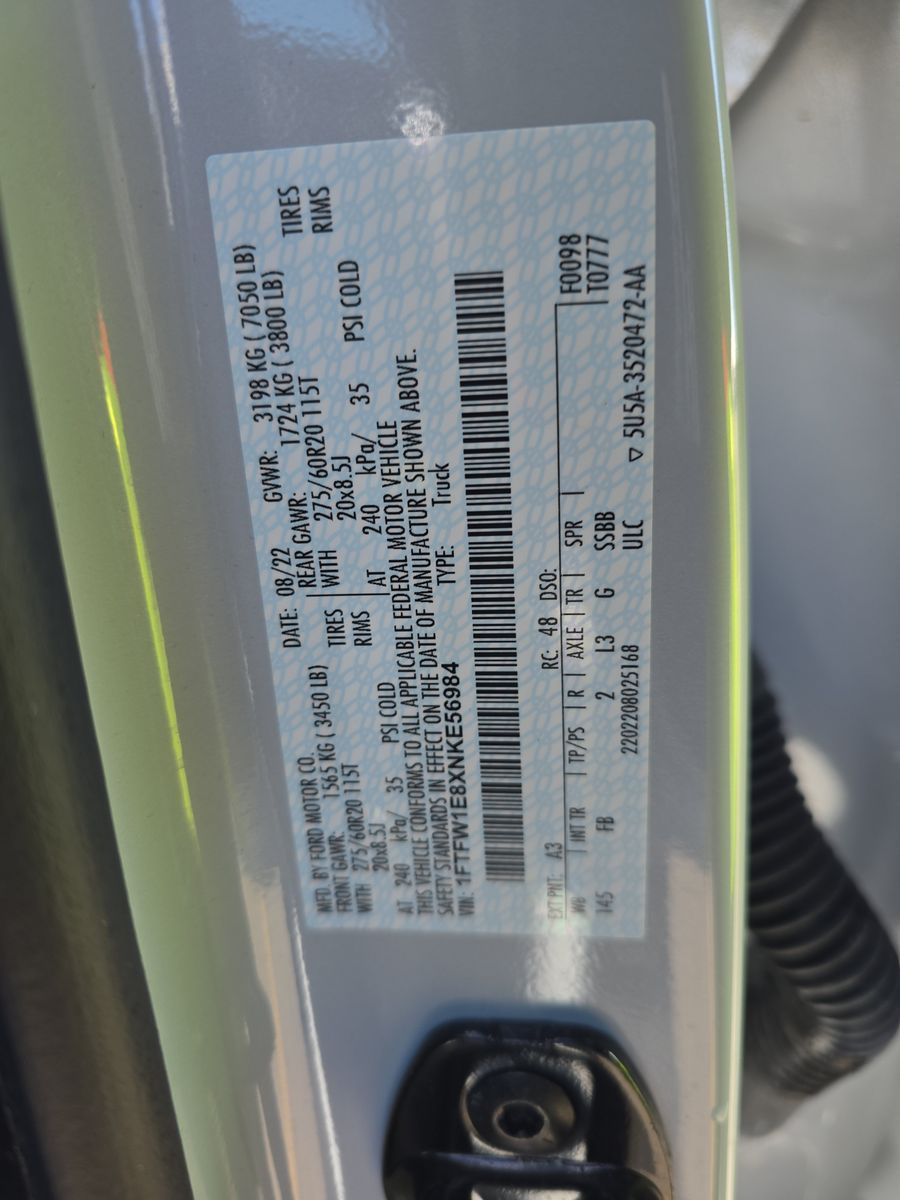 MFD. BY FORD MOTOR CO. DATE: 08/22 GVWR: 3198 KG ( 7050 LB)
FRONT GAWR: 1565 KG ( 3450 LB) REAR GAWR: 1724 KG ( 3800 LB)
WITH 275/60R20 115T TIRES WITH 275/60R20 115T TIRES
20x8.5J RIMS 20x8.5J RIMS
AT 240 kPa/ 35 PSI COLD AT 240 kPa/ 35 PSI COLD
THIS VEHICLE CONFORMS TO ALL APPLICABLE FEDERAL MOTOR VEHICLE
SAFETY STANDARDS IN EFFECT ON THE DATE OF MANUFACTURE SHOWN ABOVE.
VIN: 1FTFW1E8XNKE56984 TYPE: Truck
EXT PNT: A3 RC: 48 DSO: F0098
WB INT TR TP/PS R AXLE TR SPR T0777
145 FB 2 L3 G SSBB
2202208025168 ULC ▽ 5U5A-3520472-AA